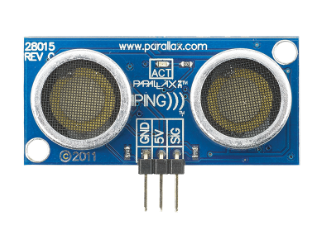 28015
REV C
www.parallax.com
ACT
PARALLAX
PING)))
GND
5V
SIG
©2011